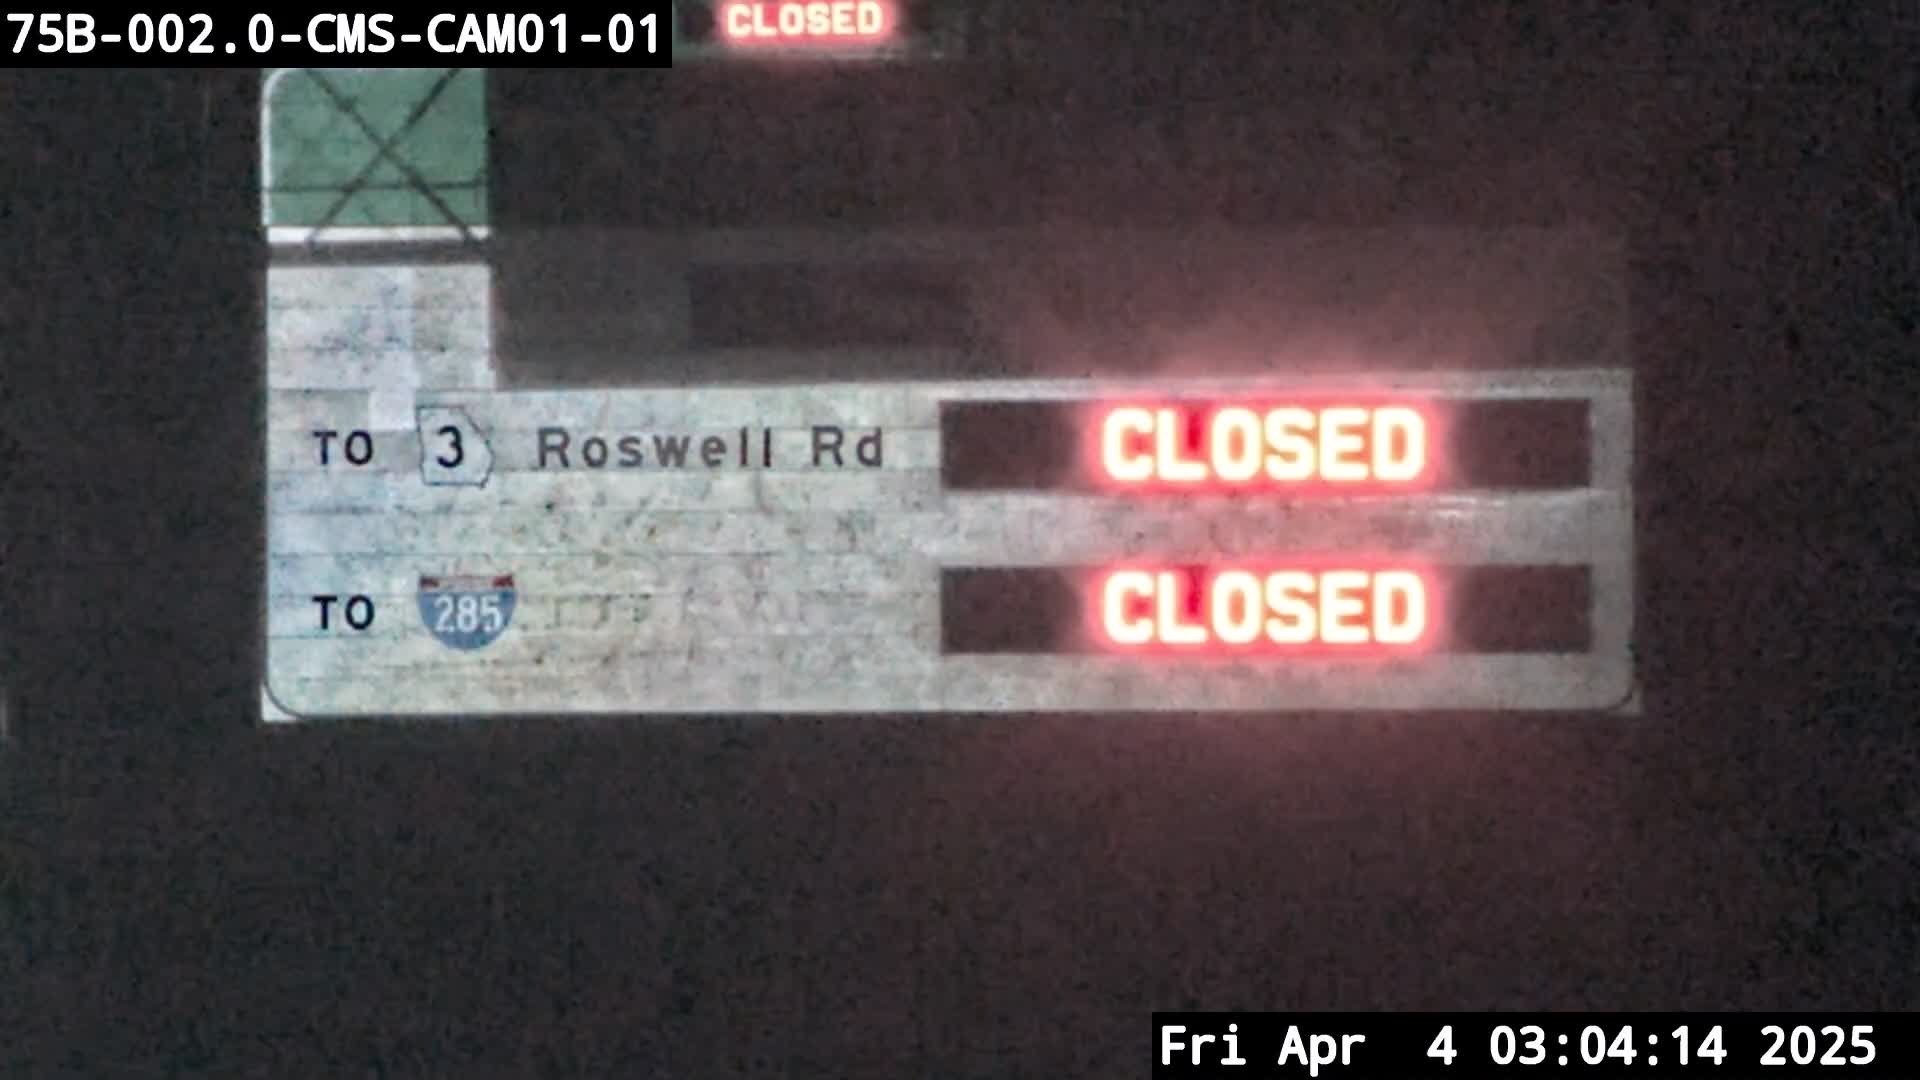 75B-002.0-CMS-CAM01-01
CLOSED
TO 3 Roswell Rd CLOSED
TO 285 CLOSED
Fri Apr 4 03:04:14 2025